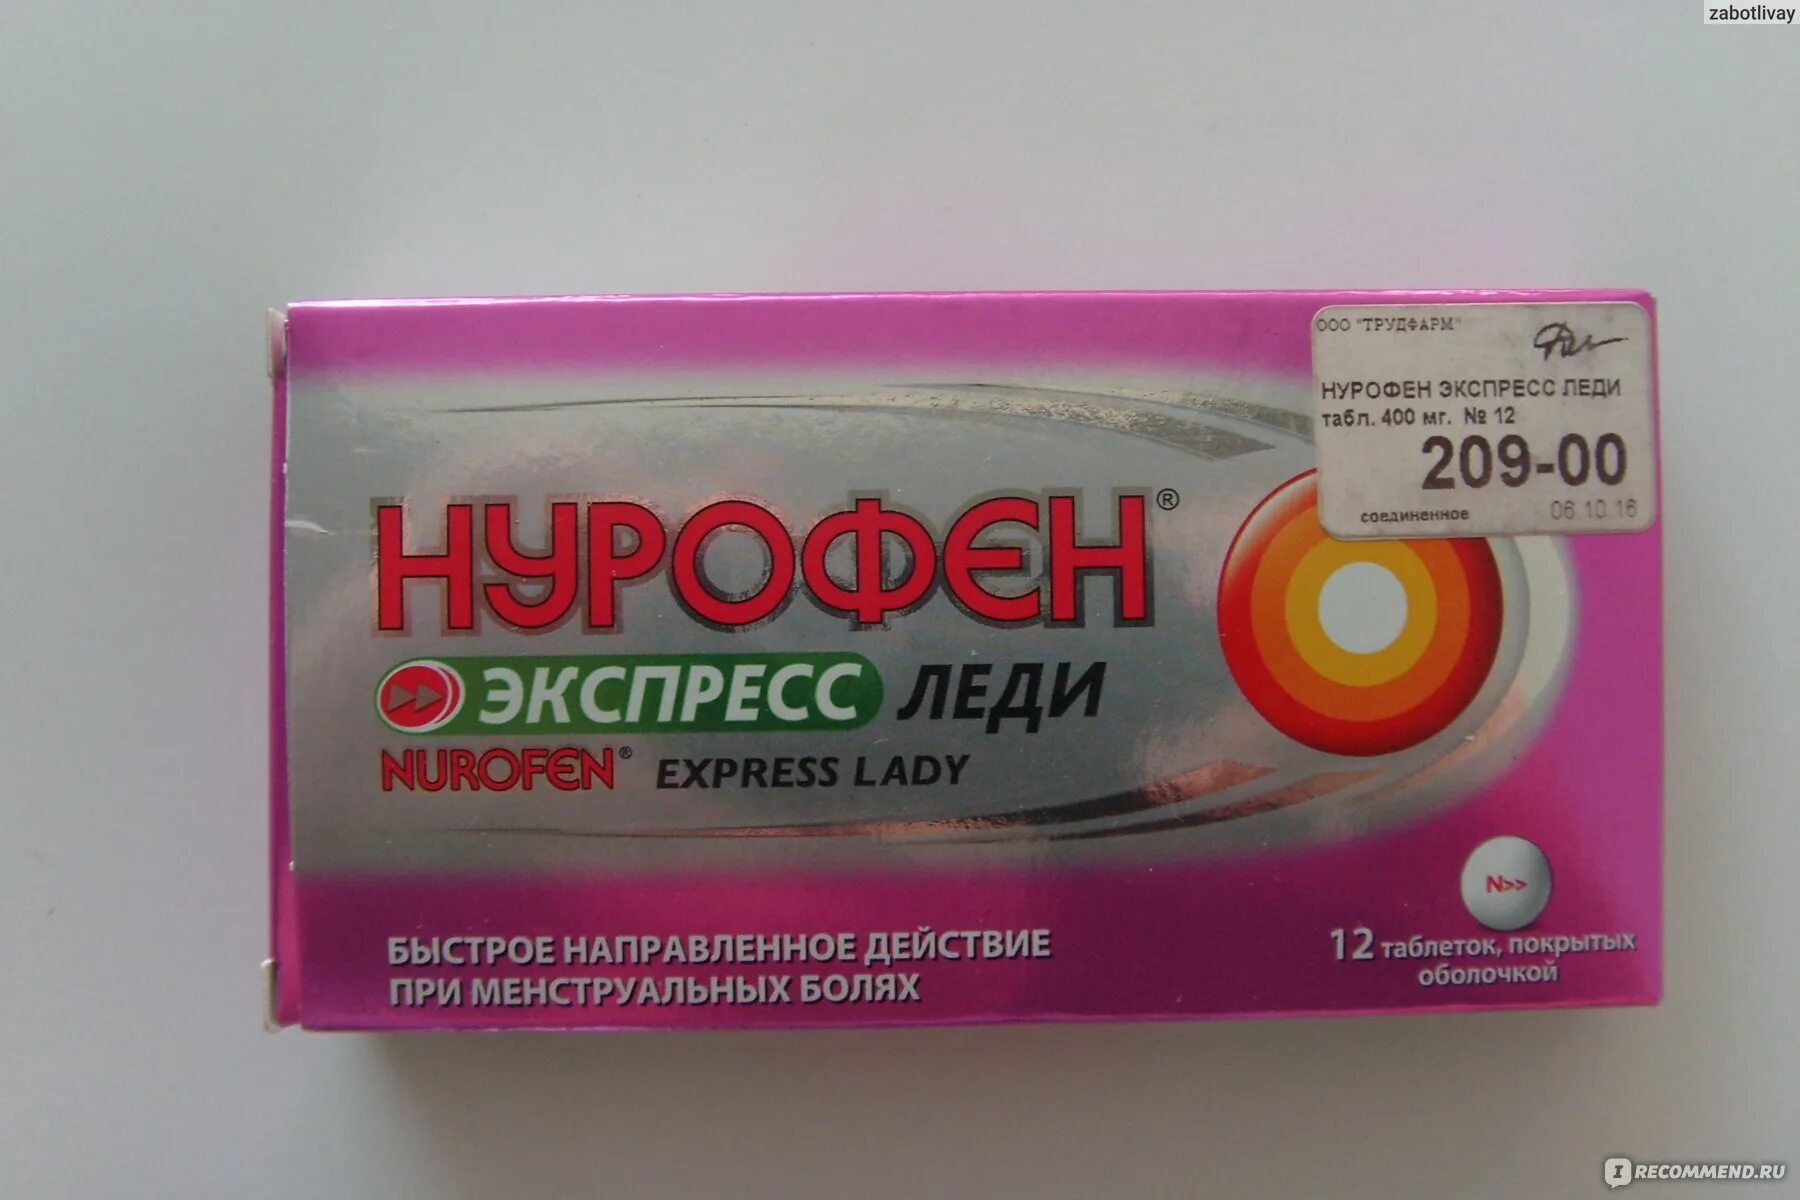 zabotlivay
ООО "ТРУДФАРМ"
НУРОФЕН ЭКСПРЕСС ЛЕДИ
табл. 400 мг. № 12
209-00
соединенное 06.10.16
НУРОФЕН®
ЭКСПРЕСС ЛЕДИ
NUROFEN® EXPRESS LADY
N>>
БЫСТРОЕ НАПРАВЛЕННОЕ ДЕЙСТВИЕ
ПРИ МЕНСТРУАЛЬНЫХ БОЛЯХ
12 таблеток, покрытых
оболочкой
IRECOMMEND.RU